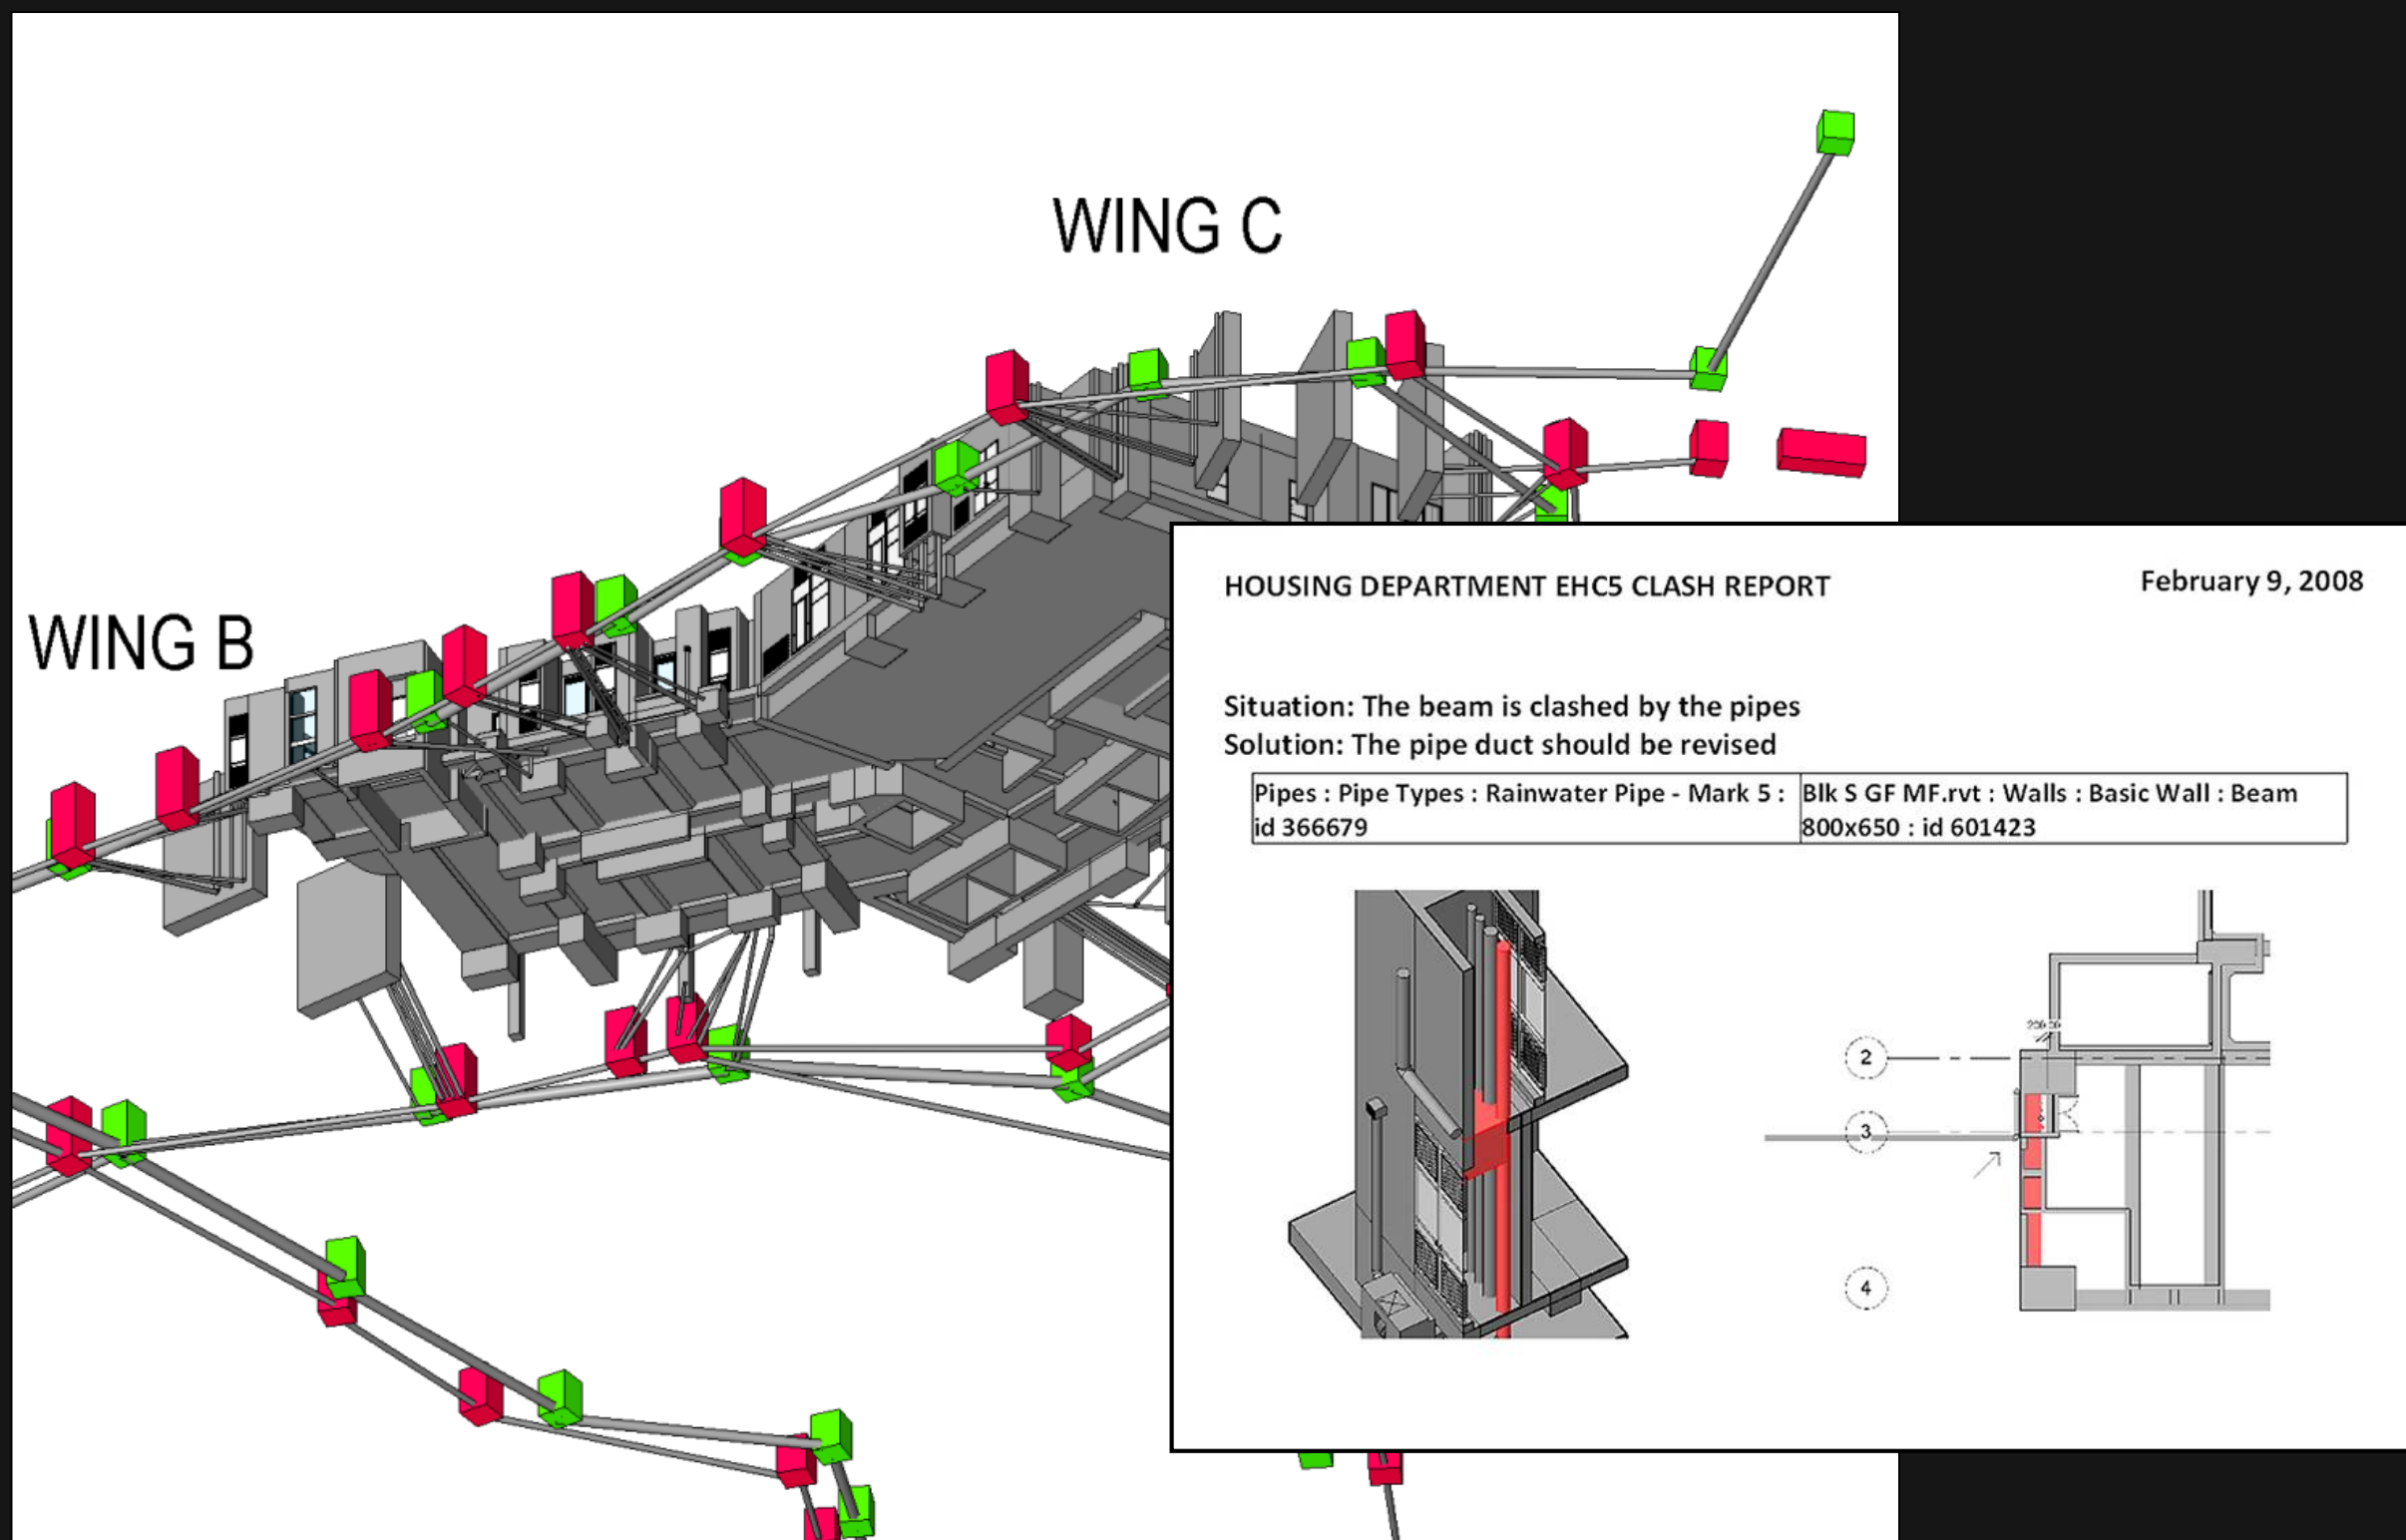 WING C
WING B
HOUSING DEPARTMENT EHC5 CLASH REPORT
February 9, 2008
Situation: The beam is clashed by the pipes
Solution: The pipe duct should be revised
Pipes : Pipe Types : Rainwater Pipe - Mark 5 :
id 366679
Blk S GF MF.rvt : Walls : Basic Wall : Beam
800x650 : id 601423
2
3
4